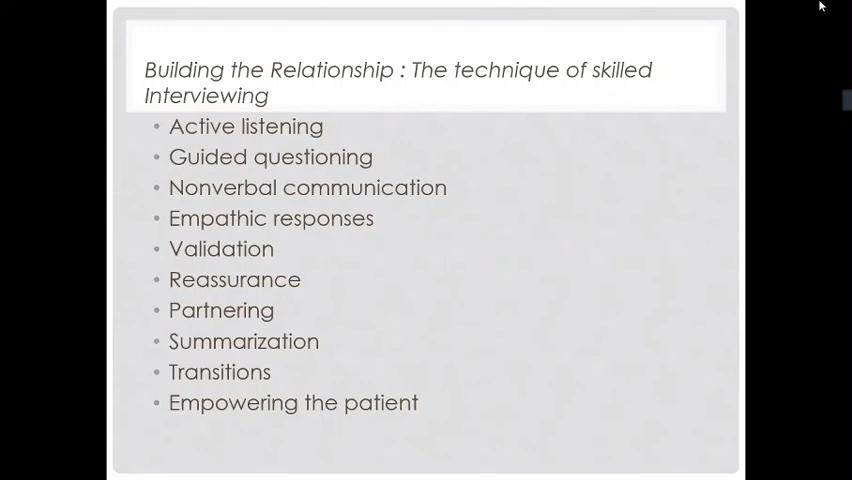 Building the Relationship : The technique of skilled
Interviewing
• Active listening
• Guided questioning
• Nonverbal communication
• Empathic responses
• Validation
• Reassurance
• Partnering
• Summarization
• Transitions
• Empowering the patient